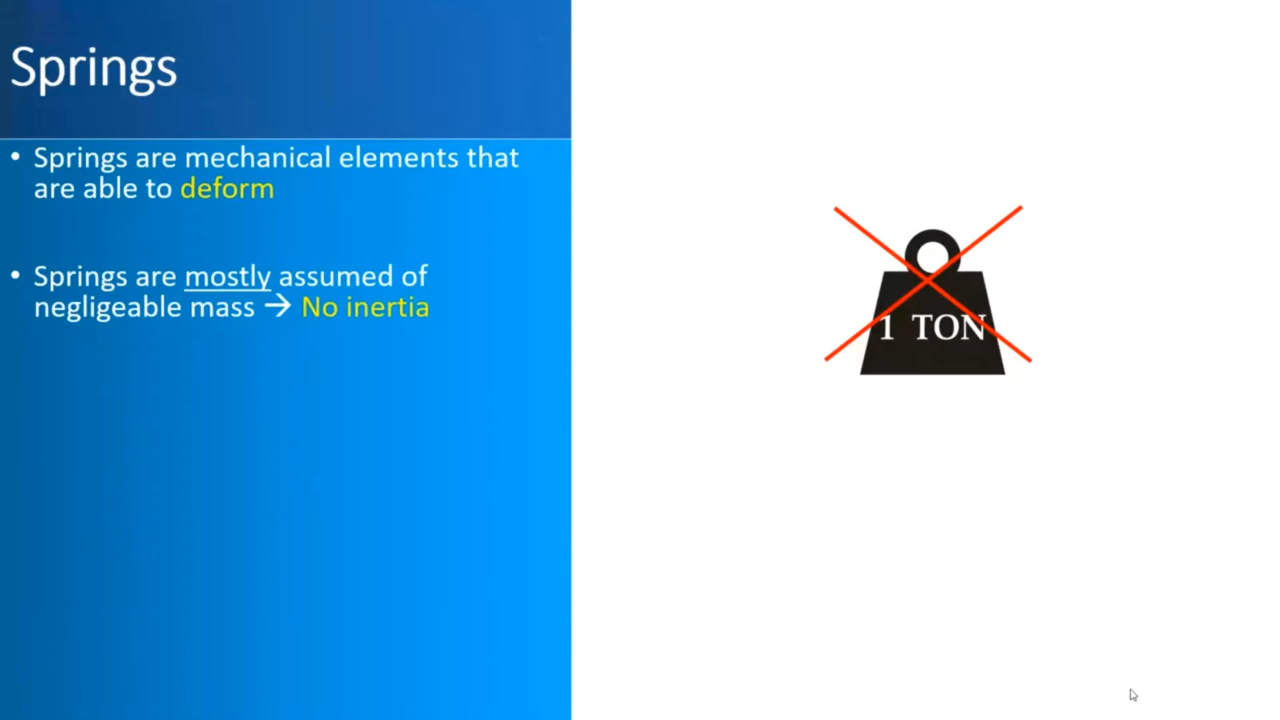 Springs
• Springs are mechanical elements that
are able to deform
• Springs are mostly assumed of
negligeable mass → No inertia
1 TON